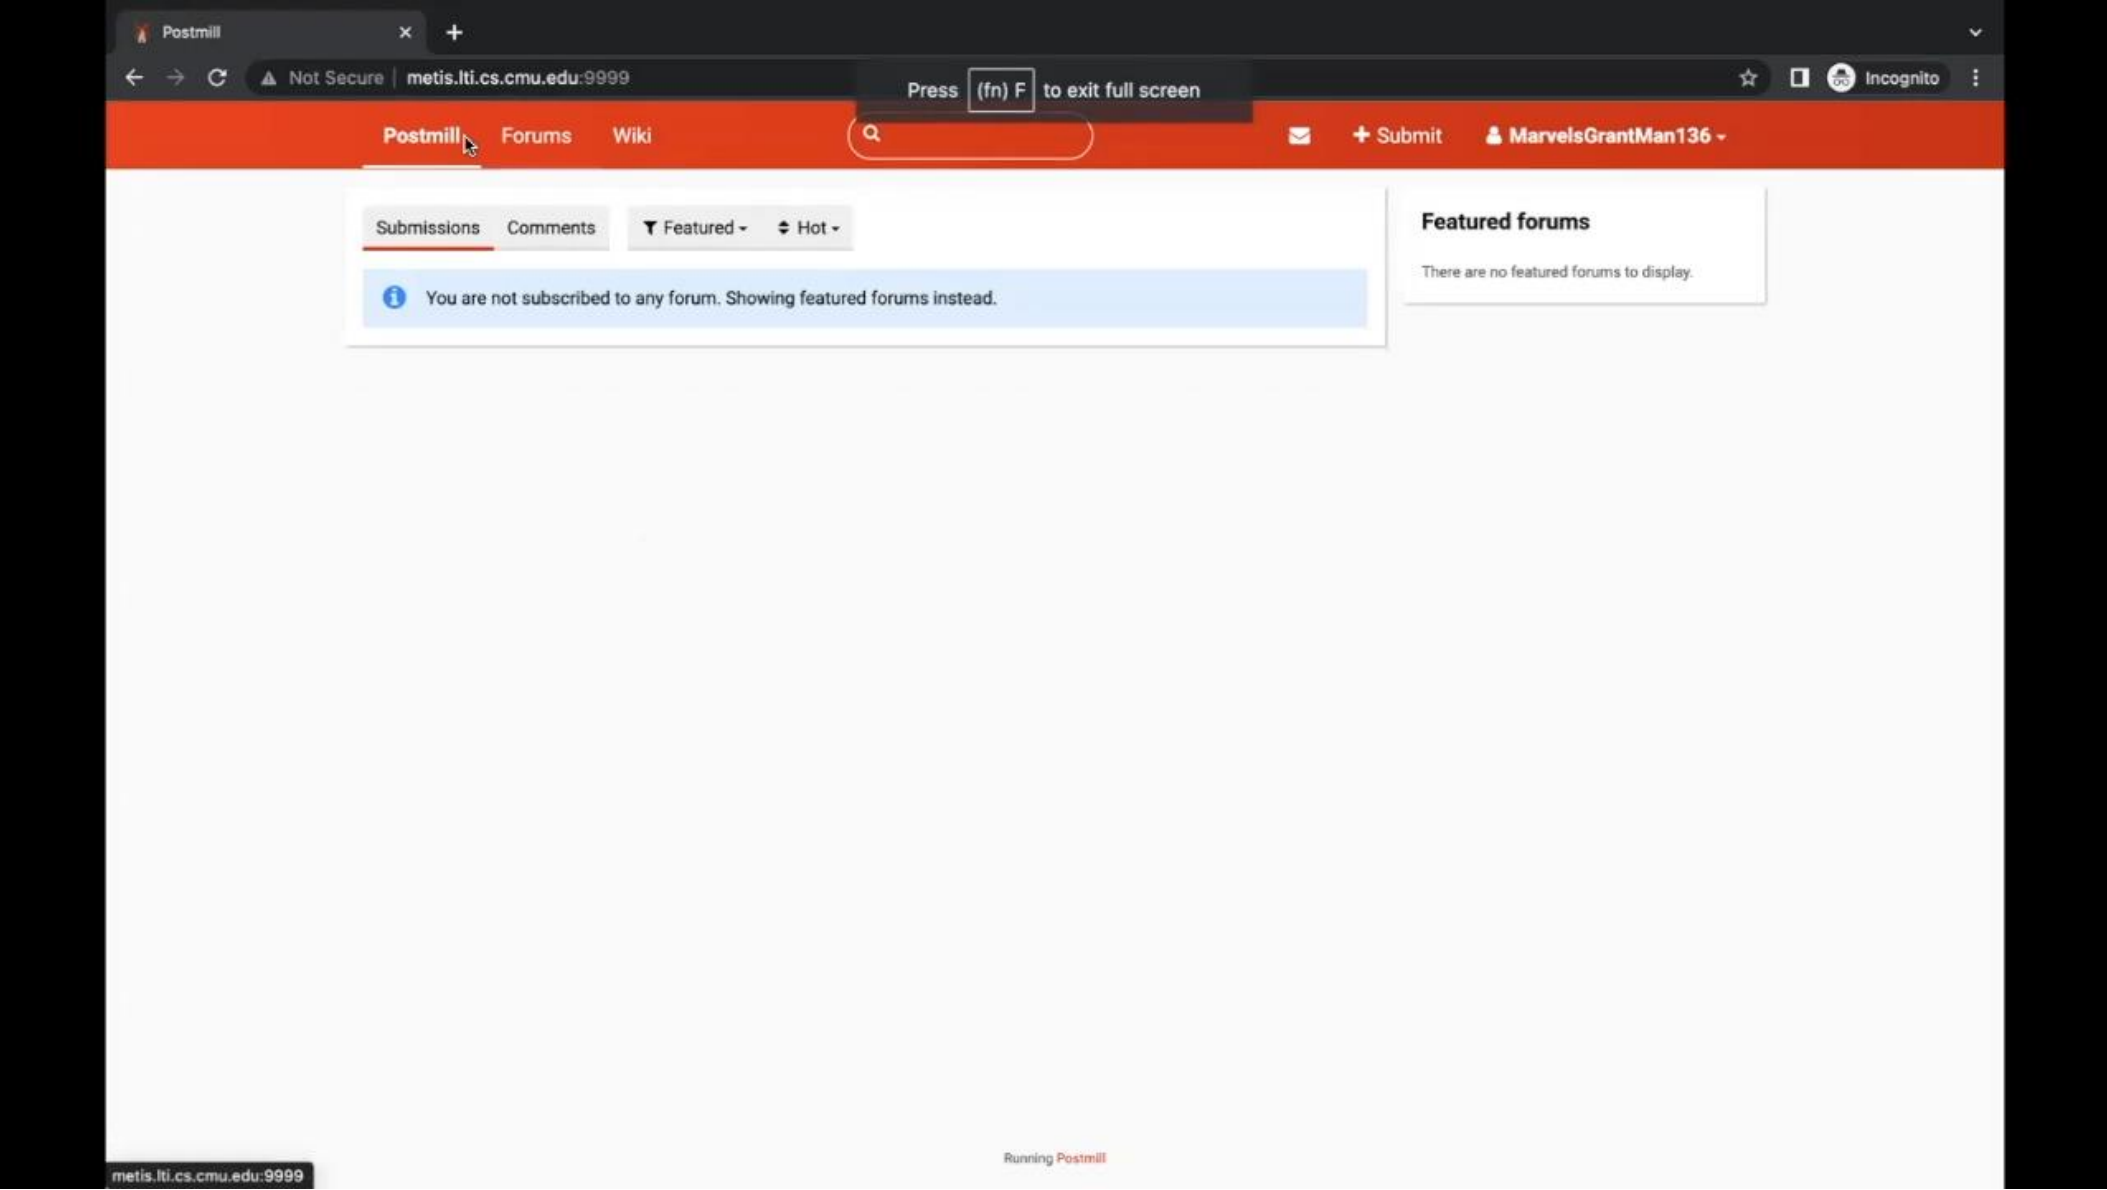 Postmill
Not Secure metis.lti.cs.cmu.edu:9999
Incognito
Press (fn) F to exit full screen
Postmill Forums Wiki
+ Submit MarvelsGrantMan136
Submissions Comments Featured Hot
You are not subscribed to any forum. Showing featured forums instead.
Featured forums
There are no featured forums to display.
Running Postmill
metis.lti.cs.cmu.edu:9999